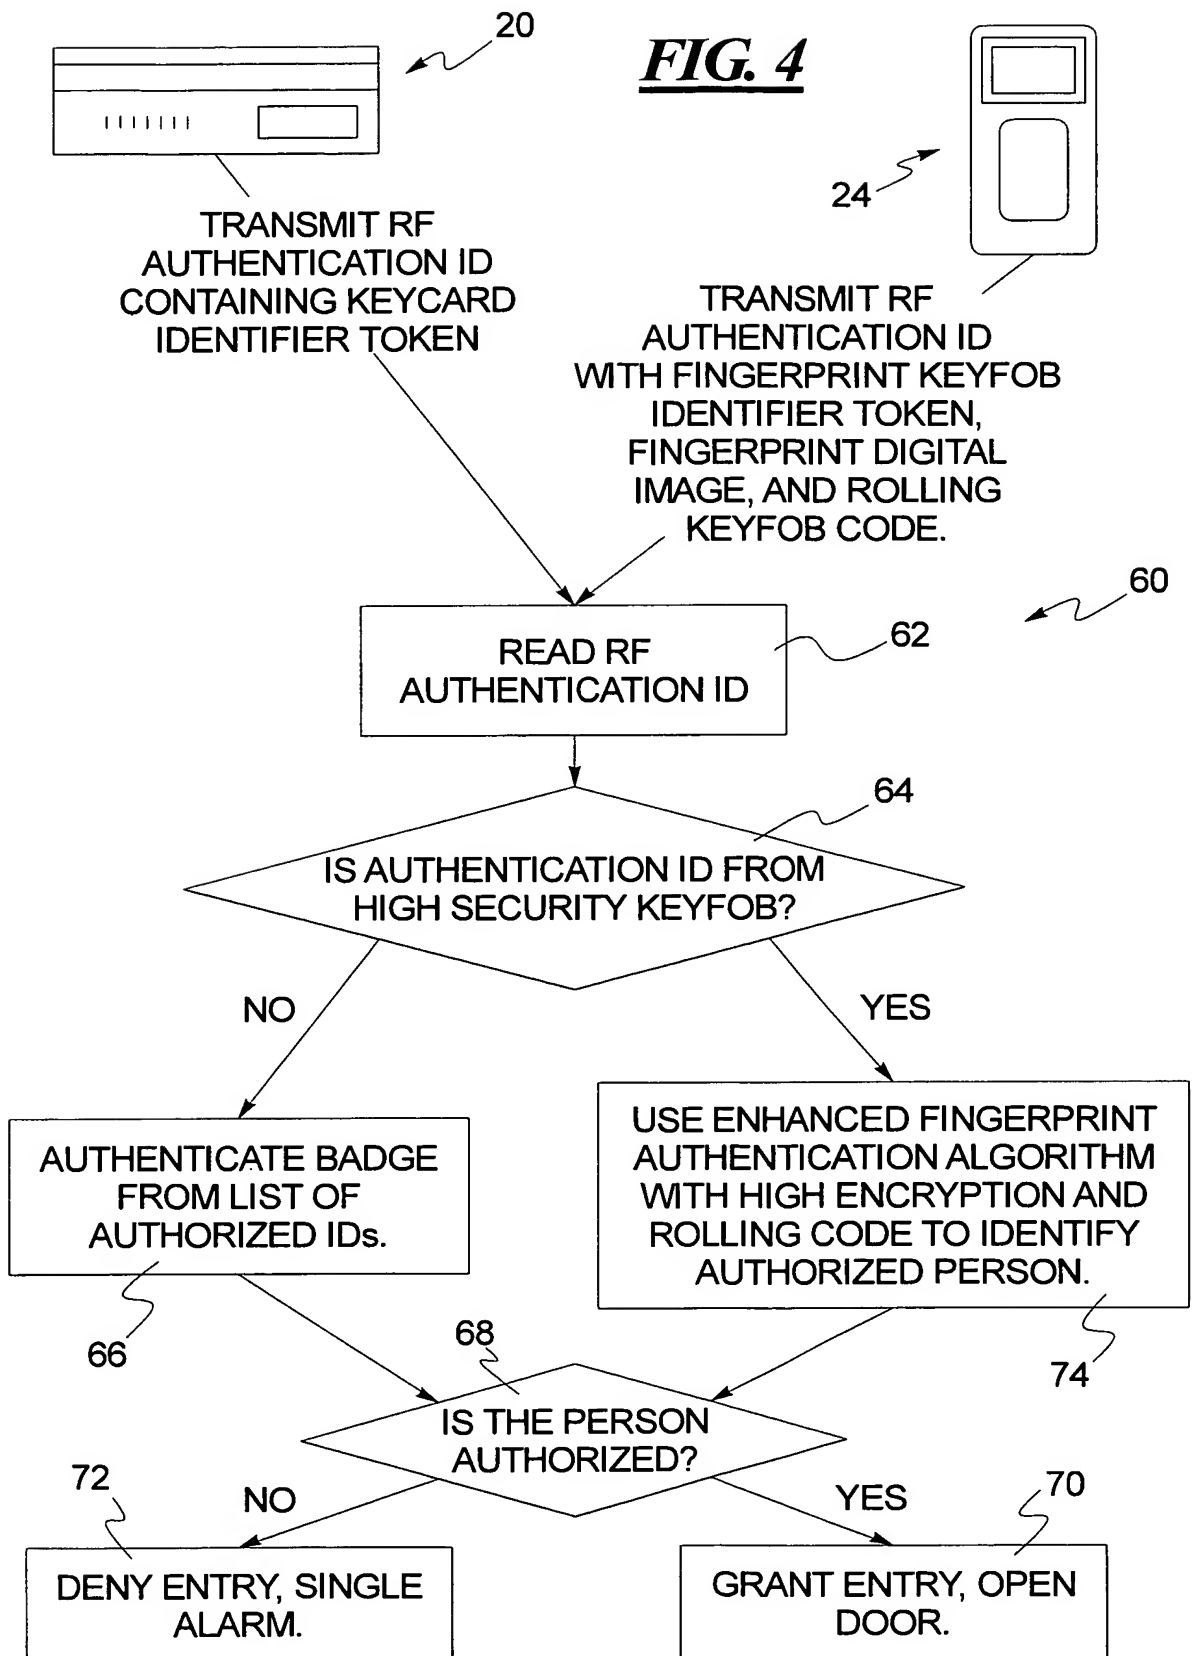 20
FIG. 4
24
TRANSMIT RF
AUTHENTICATION ID
CONTAINING KEYCARD
IDENTIFIER TOKEN
TRANSMIT RF
AUTHENTICATION ID
WITH FINGERPRINT KEYFOB
IDENTIFIER TOKEN,
FINGERPRINT DIGITAL
IMAGE, AND ROLLING
KEYFOB CODE.
60
62
READ RF
AUTHENTICATION ID
64
IS AUTHENTICATION ID FROM
HIGH SECURITY KEYFOB?
NO
YES
AUTHENTICATE BADGE
FROM LIST OF
AUTHORIZED IDs.
66
USE ENHANCED FINGERPRINT
AUTHENTICATION ALGORITHM
WITH HIGH ENCRYPTION AND
ROLLING CODE TO IDENTIFY
AUTHORIZED PERSON.
74
68
IS THE PERSON
AUTHORIZED?
72
NO
YES
70
DENY ENTRY, SINGLE
ALARM.
GRANT ENTRY, OPEN
DOOR.